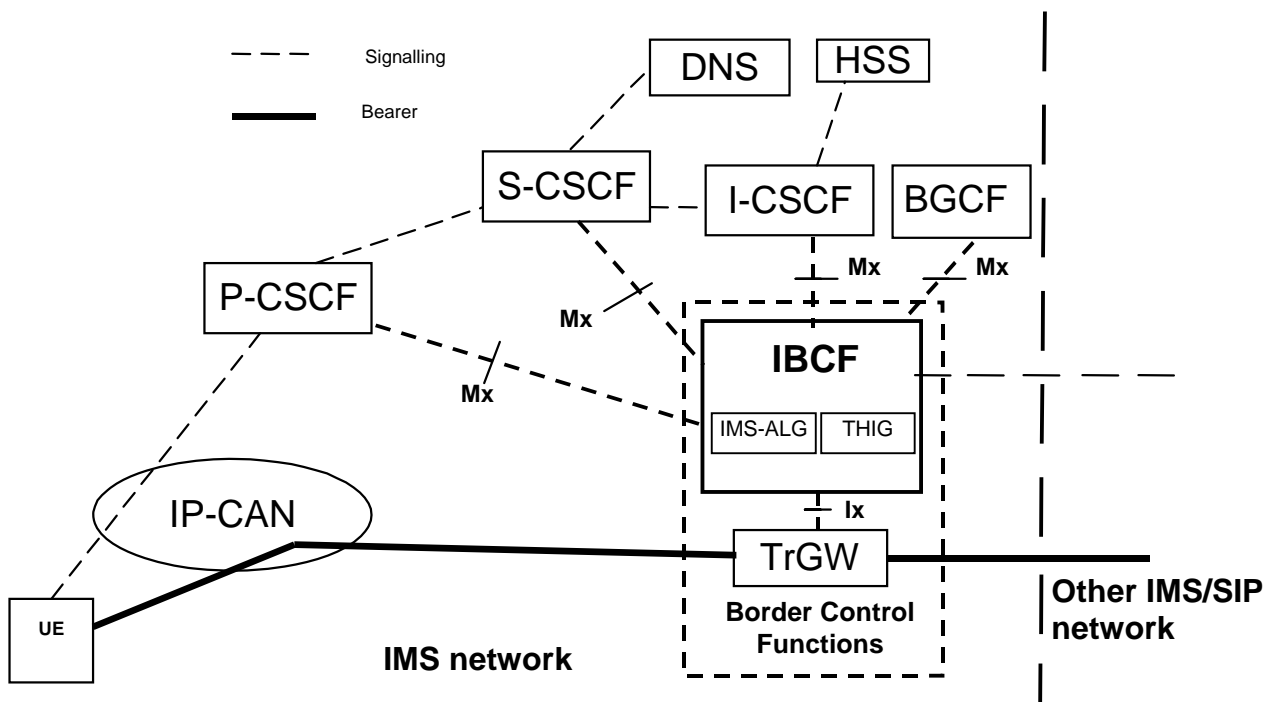 Signalling
DNS
HSS
Bearer
S-CSCF
I-CSCF
BGCF
Mx
Mx
P-CSCF
Mx
IBCF
Mx
IMS-ALG
THIG
IP-CAN
Ix
TrGW
Other IMS/SIP
network
UE
Border Control
Functions
IMS network